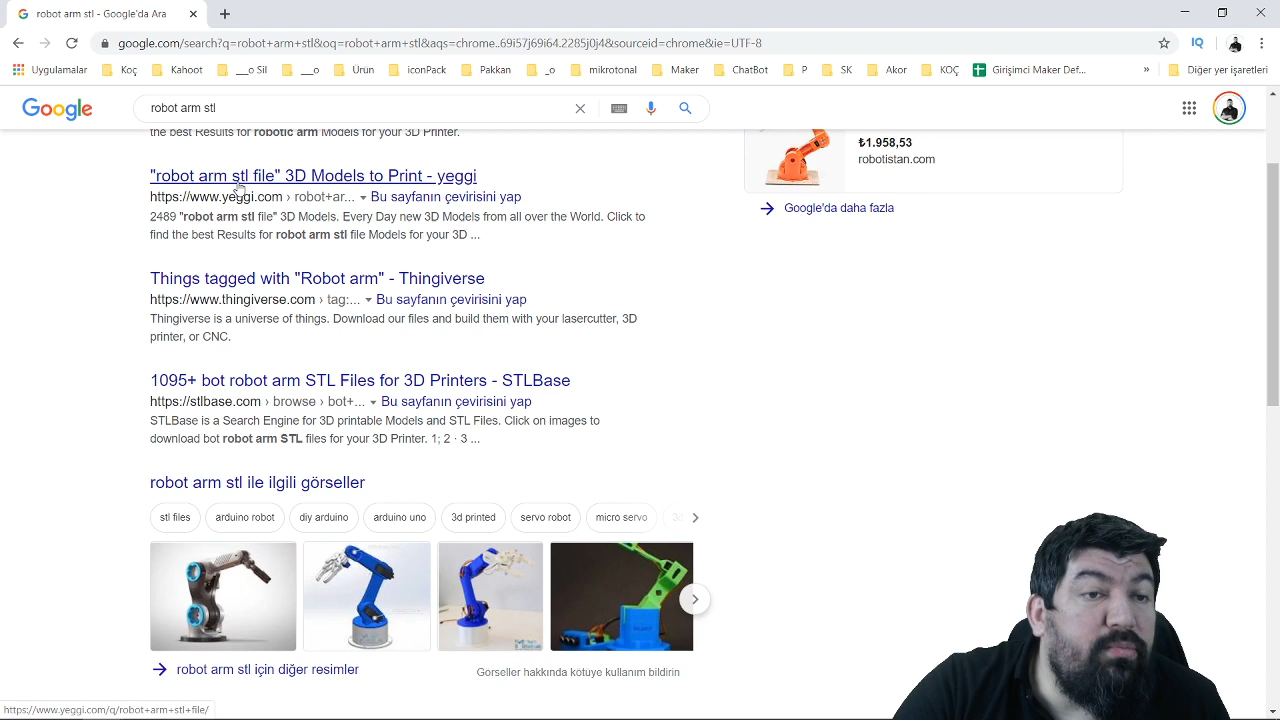 robot arm stl - Google'da Ara
google.com/search?q=robot+arm+stl&oq=robot+arm+stl&aqs=chrome..69i57j69i64.2285j0j4&sourceid=chrome&ie=UTF-8
IQ
Uygulamalar Koç Kahoot ___o Sil ___o Ürün iconPack Pakkan _o mikrotonal Maker ChatBot P SK Akor KOÇ Girişimci Maker Def... » Diğer yer işaretleri
Google robot arm stl
the best Results for robotic arm Models for your 3D Printer.
"robot arm stl file" 3D Models to Print - yeggi
https://www.yeggi.com › robot+ar... Bu sayfanın çevirisini yap
2489 "robot arm stl file" 3D Models. Every Day new 3D Models from all over the World. Click to
find the best Results for robot arm stl file Models for your 3D ...
Things tagged with "Robot arm" - Thingiverse
https://www.thingiverse.com › tag:... Bu sayfanın çevirisini yap
Thingiverse is a universe of things. Download our files and build them with your lasercutter, 3D
printer, or CNC.
1095+ bot robot arm STL Files for 3D Printers - STLBase
https://stlbase.com › browse › bot+... Bu sayfanın çevirisini yap
STLBase is a Search Engine for 3D printable Models and STL Files. Click on images to
download bot robot arm STL files for your 3D Printer. 1; 2 · 3 ...
robot arm stl ile ilgili görseller
stl files arduino robot diy arduino arduino uno 3d printed servo robot micro servo
robot arm stl için diğer resimler
Görseller hakkında kötüye kullanım bildirin
₺1.958,53
robotistan.com
Google'da daha fazla
https://www.yeggi.com/q/robot+arm+stl+file/